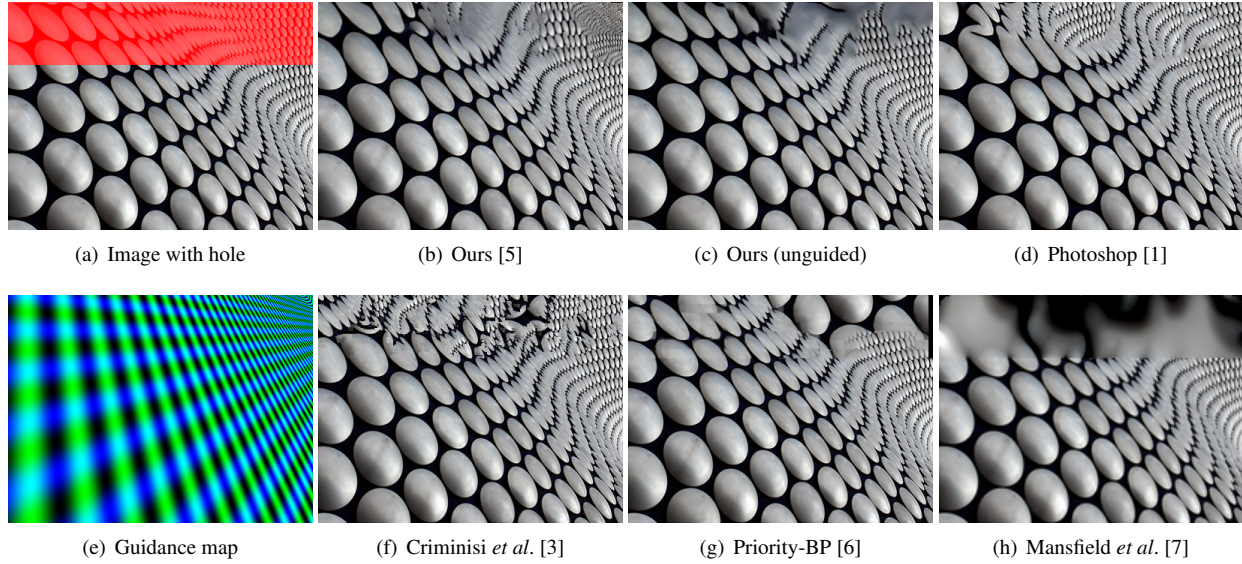 (a) Image with hole
(b) Ours [5]
(c) Ours (unguided)
(d) Photoshop [1]
(e) Guidance map
(f) Criminisi et al. [3]
(g) Priority-BP [6]
(h) Mansfield et al. [7]